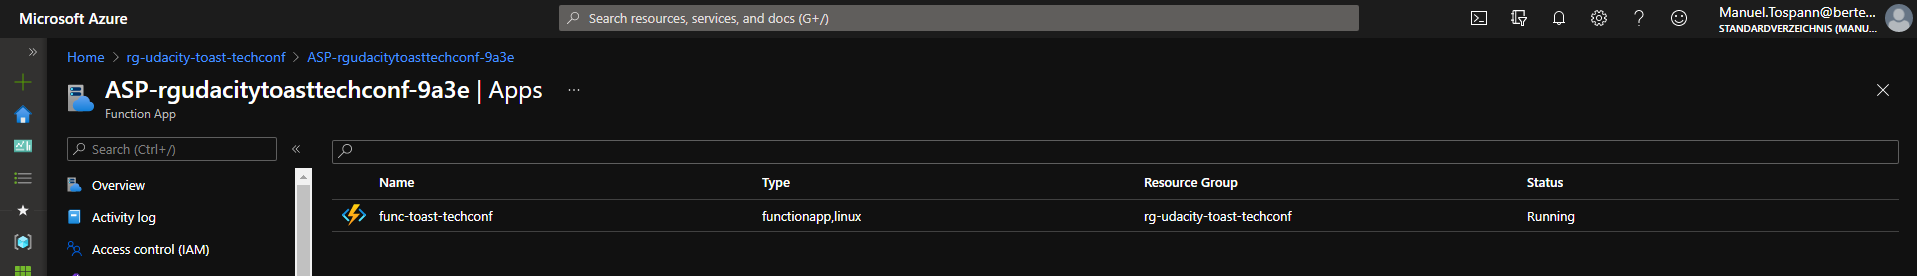 Microsoft Azure
Search resources, services, and docs (G+/)
Manuel.Tospann@berte...
STANDARDVERZEICHNIS (MANU...
Home > rg-udacity-toast-techconf > ASP-rgudacitytoasttechconf-9a3e
ASP-rgudacitytoasttechconf-9a3e | Apps ...
Function App
Search (Ctrl+/)
Overview
Activity log
Access control (IAM)
Name Type Resource Group Status
func-toast-techconf functionapp,linux rg-udacity-toast-techconf Running